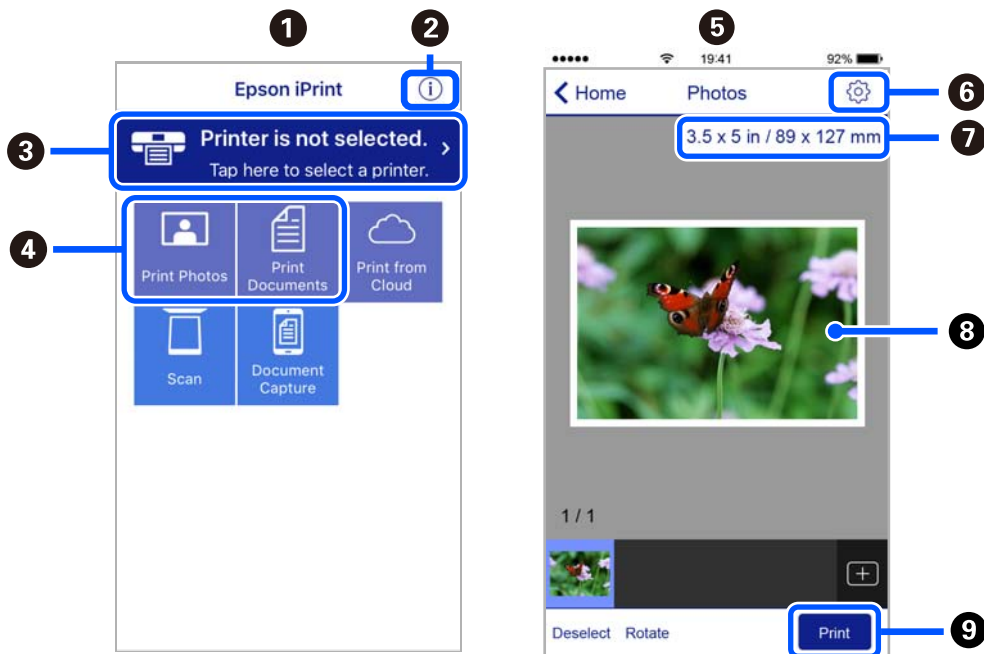 1
2
Epson iPrint
i
3
Printer is not selected.
Tap here to select a printer.
4
Print Photos
Print
Documents
Print from
Cloud
Scan
Document
Capture
5
19:41
92%
Home
Photos
6
3.5 x 5 in / 89 x 127 mm
7
8
1 / 1
Deselect
Rotate
Print
9